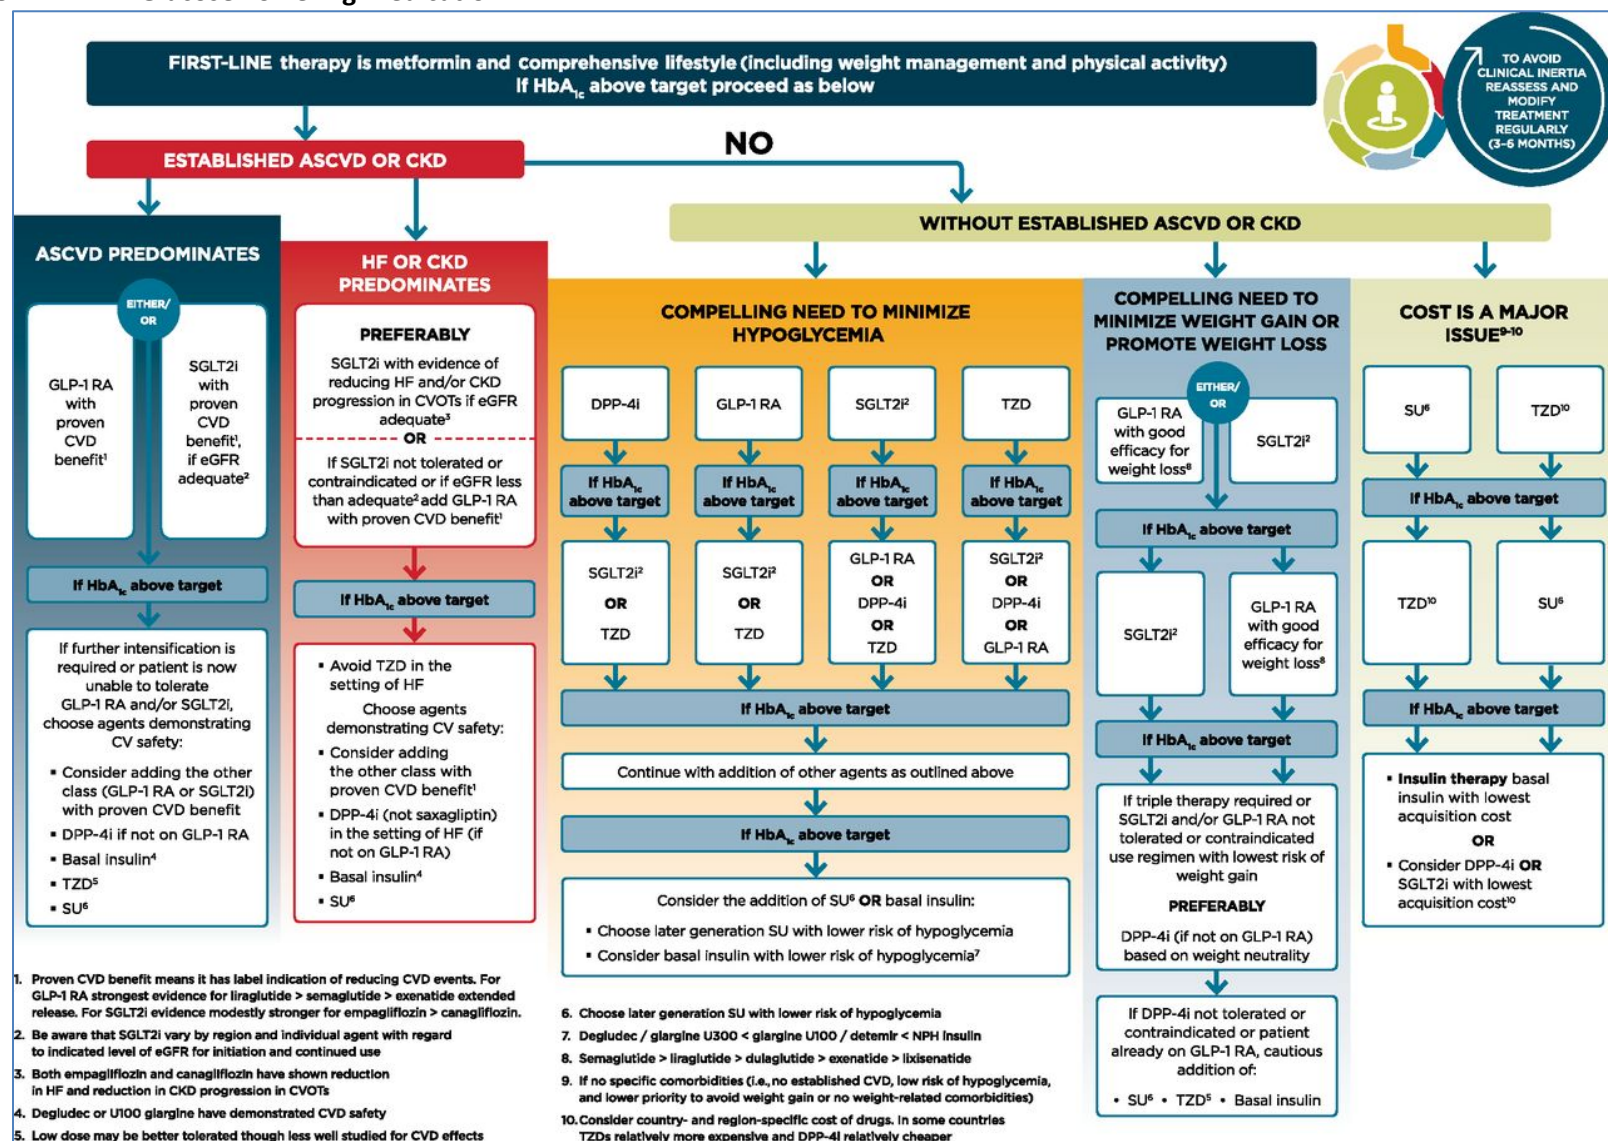 FIRST-LINE therapy is metformin and comprehensive lifestyle (including weight management and physical activity)
If HbA1c above target proceed as below
TO AVOID
CLINICAL INERTIA
REASSESS AND
MODIFY
TREATMENT
REGULARLY
(3-6 MONTHS)
ESTABLISHED ASCVD OR CKD
NO
WITHOUT ESTABLISHED ASCVD OR CKD
ASCVD PREDOMINATES
EITHER/
OR
GLP-1 RA
with
proven
CVD
benefit¹
SGLT2i
with
proven
CVD
benefit¹,
if eGFR
adequate²
If HbA1c above target
If further intensification is
required or patient is now
unable to tolerate
GLP-1 RA and/or SGLT2i,
choose agents demonstrating
CV safety:
▪ Consider adding the other
class (GLP-1 RA or SGLT2i)
with proven CVD benefit
▪ DPP-4i if not on GLP-1 RA
▪ Basal insulin⁴
▪ TZD⁵
▪ SU⁶
HF OR CKD
PREDOMINATES
PREFERABLY
SGLT2i with evidence of
reducing HF and/or CKD
progression in CVOTs if eGFR
adequate³
OR
If SGLT2i not tolerated or
contraindicated or if eGFR less
than adequate² add GLP-1 RA
with proven CVD benefit¹
If HbA1c above target
▪ Avoid TZD in the
setting of HF
Choose agents
demonstrating CV safety:
▪ Consider adding
the other class with
proven CVD benefit¹
▪ DPP-4i (not saxagliptin)
in the setting of HF (if
not on GLP-1 RA)
▪ Basal insulin⁴
▪ SU⁶
COMPELLING NEED TO MINIMIZE
HYPOGLYCEMIA
DPP-4i
GLP-1 RA
SGLT2i²
TZD
If HbA1c
above target
If HbA1c
above target
If HbA1c
above target
If HbA1c
above target
SGLT2i²
OR
TZD
SGLT2i²
OR
TZD
GLP-1 RA
OR
DPP-4i
OR
TZD
SGLT2i²
OR
DPP-4i
OR
GLP-1 RA
If HbA1c above target
Continue with addition of other agents as outlined above
If HbA1c above target
Consider the addition of SU⁶ OR basal insulin:
▪ Choose later generation SU with lower risk of hypoglycemia
▪ Consider basal insulin with lower risk of hypoglycemia⁷
COMPELLING NEED TO
MINIMIZE WEIGHT GAIN OR
PROMOTE WEIGHT LOSS
EITHER/
OR
GLP-1 RA
with good
efficacy for
weight loss⁸
SGLT2i²
If HbA1c above target
SGLT2i²
GLP-1 RA
with good
efficacy for
weight loss⁸
If HbA1c above target
If triple therapy required or
SGLT2i and/or GLP-1 RA not
tolerated or contraindicated
use regimen with lowest risk of
weight gain
PREFERABLY
DPP-4i (if not on GLP-1 RA)
based on weight neutrality
If DPP-4i not tolerated or
contraindicated or patient
already on GLP-1 RA, cautious
addition of:
• SU⁶ • TZD⁵ • Basal insulin
COST IS A MAJOR
ISSUE⁹⁻¹⁰
SU⁶
TZD¹⁰
If HbA1c above target
TZD¹⁰
SU⁶
If HbA1c above target
▪ Insulin therapy basal
insulin with lowest
acquisition cost
OR
▪ Consider DPP-4i OR
SGLT2i with lowest
acquisition cost¹⁰
1. Proven CVD benefit means it has label indication of reducing CVD events. For
GLP-1 RA strongest evidence for liraglutide > semaglutide > exenatide extended
release. For SGLT2i evidence modestly stronger for empagliflozin > canagliflozin.
2. Be aware that SGLT2i vary by region and individual agent with regard
to indicated level of eGFR for initiation and continued use
3. Both empagliflozin and canagliflozin have shown reduction
in HF and reduction in CKD progression in CVOTs
4. Degludec or U100 glargine have demonstrated CVD safety
5. Low dose may be better tolerated though less well studied for CVD effects
6. Choose later generation SU with lower risk of hypoglycemia
7. Degludec / glargine U300 < glargine U100 / detemir < NPH insulin
8. Semaglutide > liraglutide > dulaglutide > exenatide > lixisenatide
9. If no specific comorbidities (i.e., no established CVD, low risk of hypoglycemia,
and lower priority to avoid weight gain or no weight-related comorbidities)
10. Consider country- and region-specific cost of drugs. In some countries
TZDs relatively more expensive and DPP-4i relatively cheaper